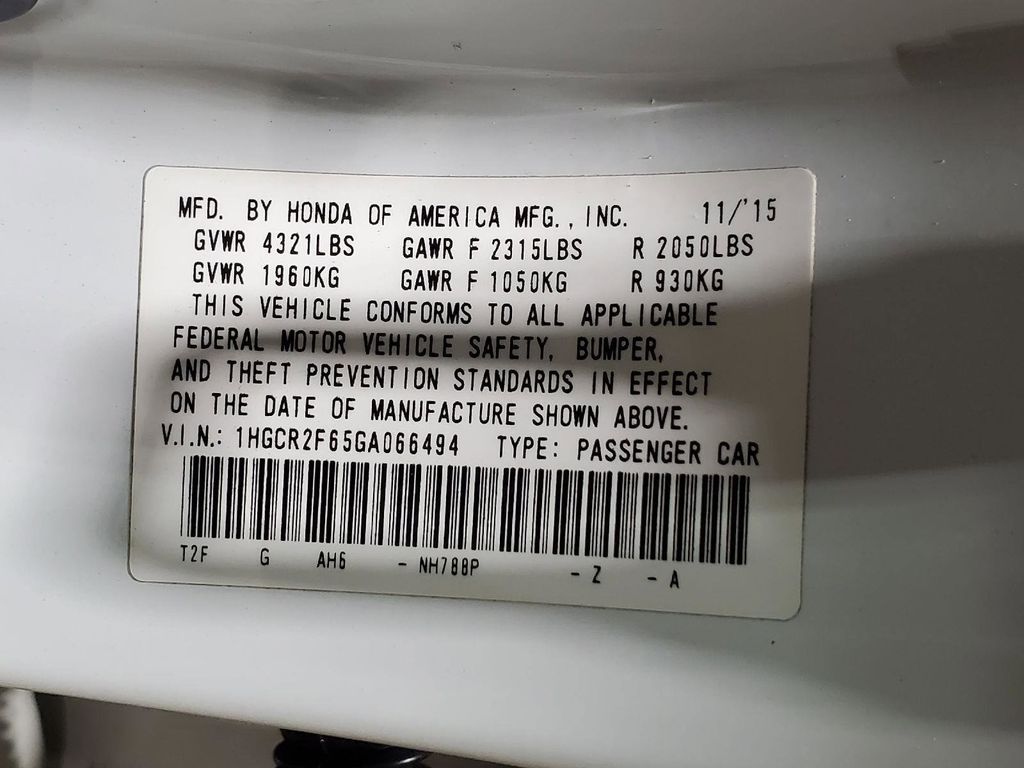 MFD. BY HONDA OF AMERICA MFG., INC. 11/'15
GVWR 4321LBS GAWR F 2315LBS R 2050LBS
GVWR 1960KG GAWR F 1050KG R 930KG
THIS VEHICLE CONFORMS TO ALL APPLICABLE
FEDERAL MOTOR VEHICLE SAFETY, BUMPER,
AND THEFT PREVENTION STANDARDS IN EFFECT
ON THE DATE OF MANUFACTURE SHOWN ABOVE.
V.I.N.: 1HGCR2F65GA066494 TYPE: PASSENGER CAR
T2F G AH6 - NH788P - Z - A